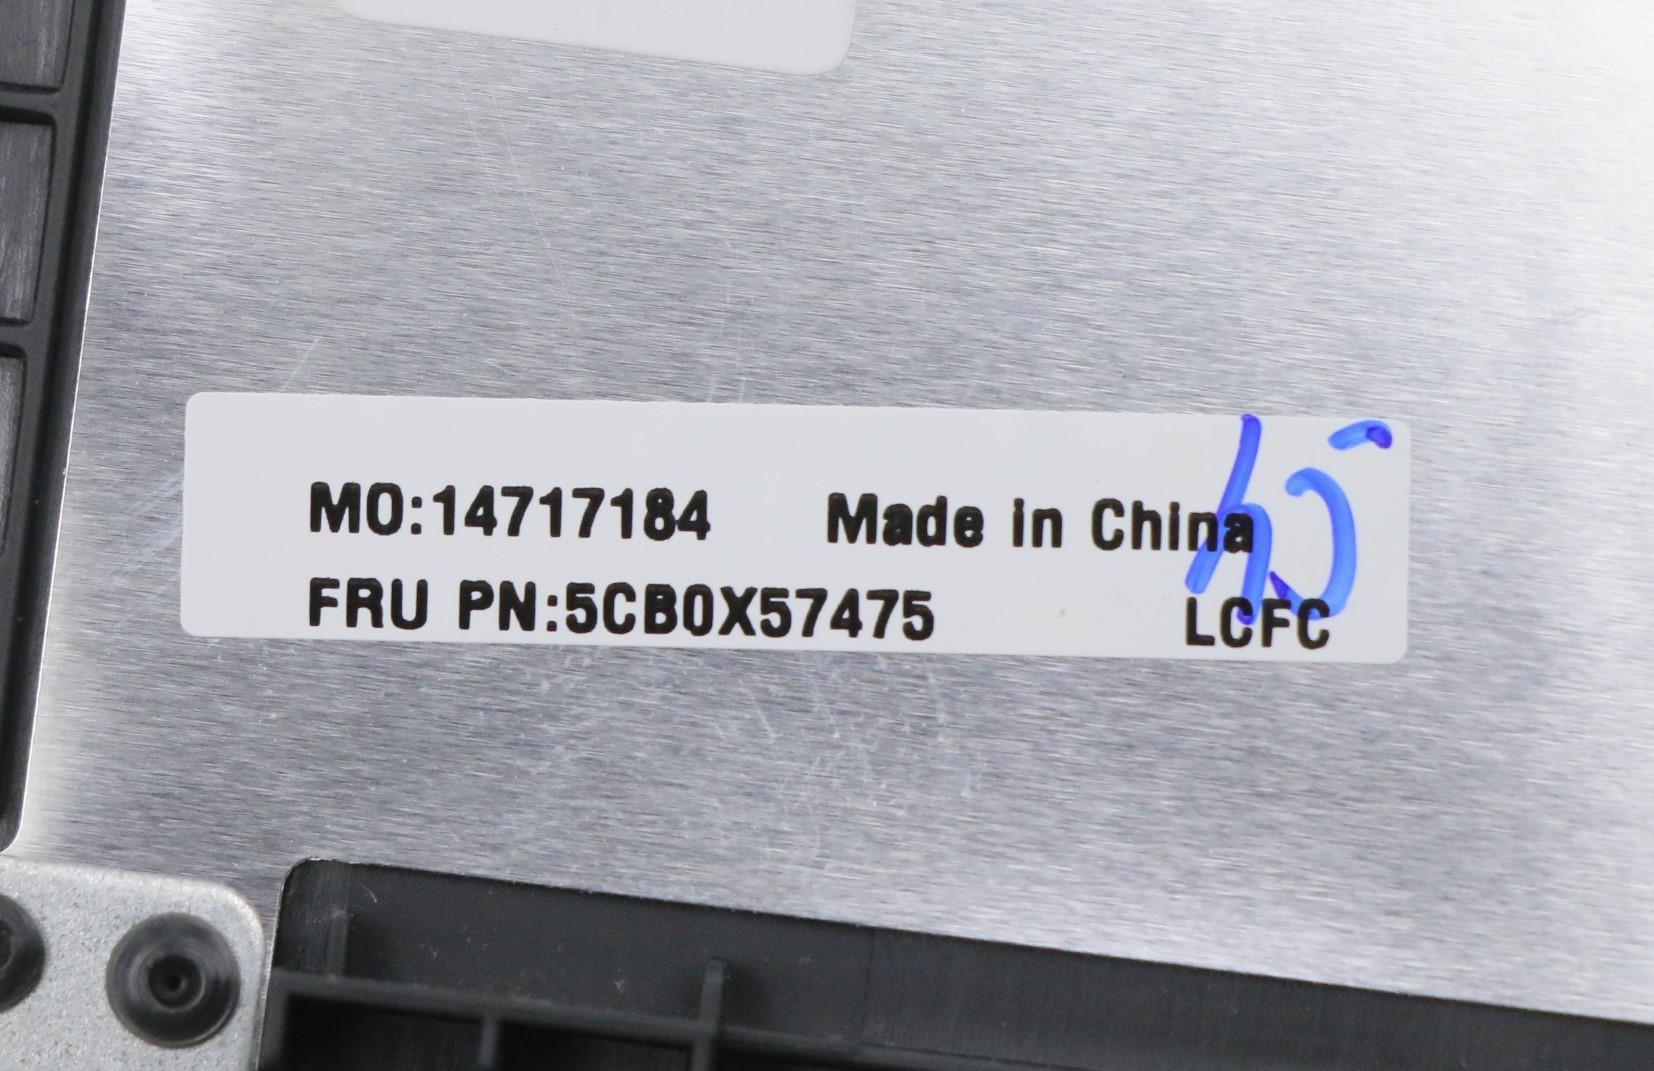 MO:14717184 Made in China
FRU PN:5CB0X57475 LCFC